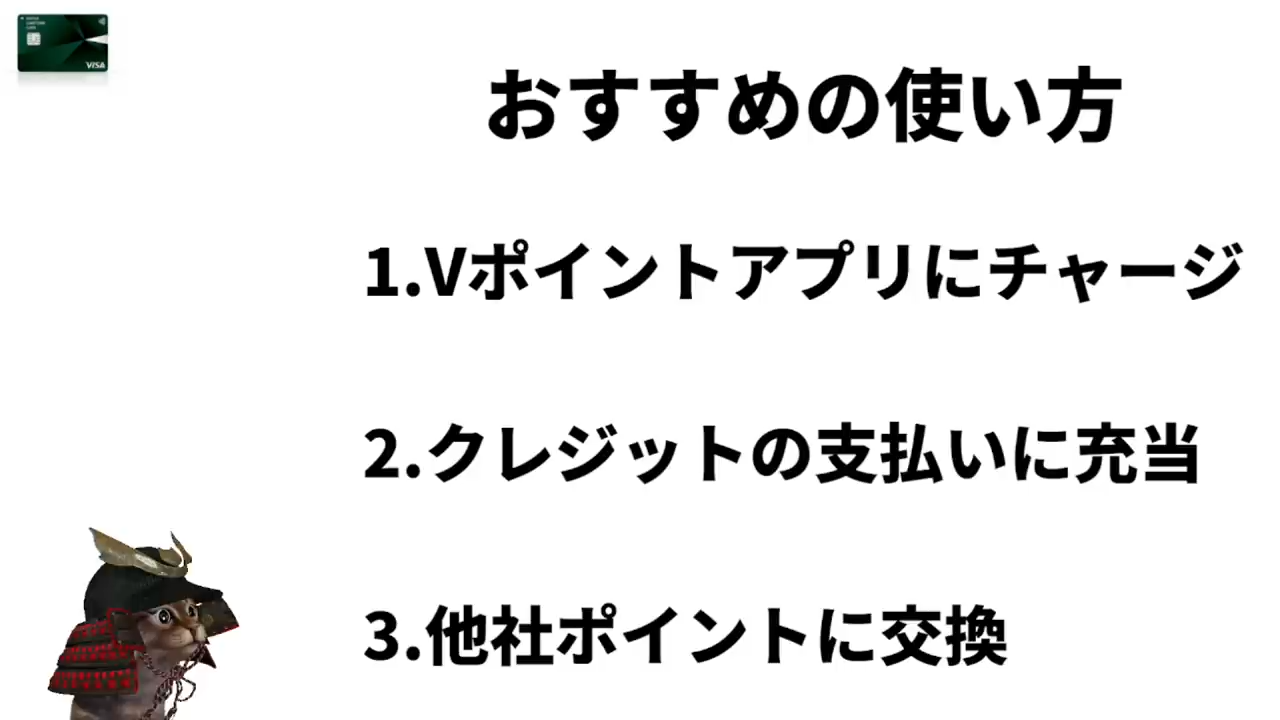 VISA
おすすめの使い方
1.Vポイントアプリにチャージ
2.クレジットの支払いに充当
3.他社ポイントに交換